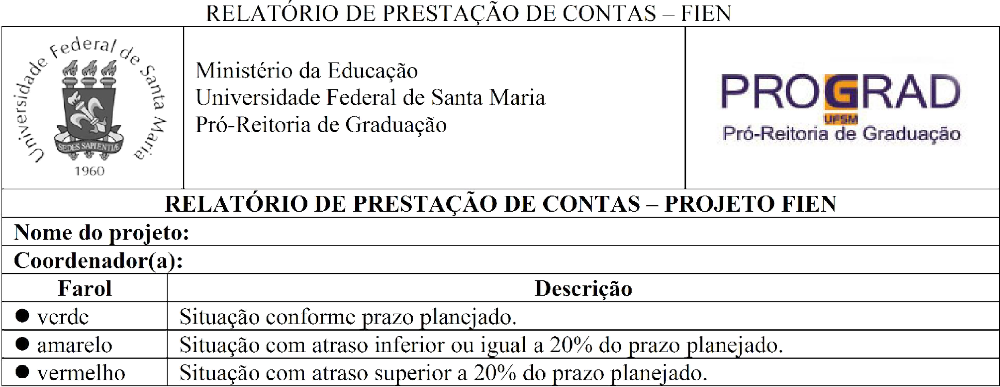 RELATÓRIO DE PRESTAÇÃO DE CONTAS – FIEN
Universidade Federal de Santa Maria
SEDES SAPIENTIÆ
1960
Ministério da Educação
Universidade Federal de Santa Maria
Pró-Reitoria de Graduação
PROGRAD
UFSM
Pró-Reitoria de Graduação
RELATÓRIO DE PRESTAÇÃO DE CONTAS – PROJETO FIEN
Nome do projeto:
Coordenador(a):
Farol Descrição
● verde Situação conforme prazo planejado.
● amarelo Situação com atraso inferior ou igual a 20% do prazo planejado.
● vermelho Situação com atraso superior a 20% do prazo planejado.